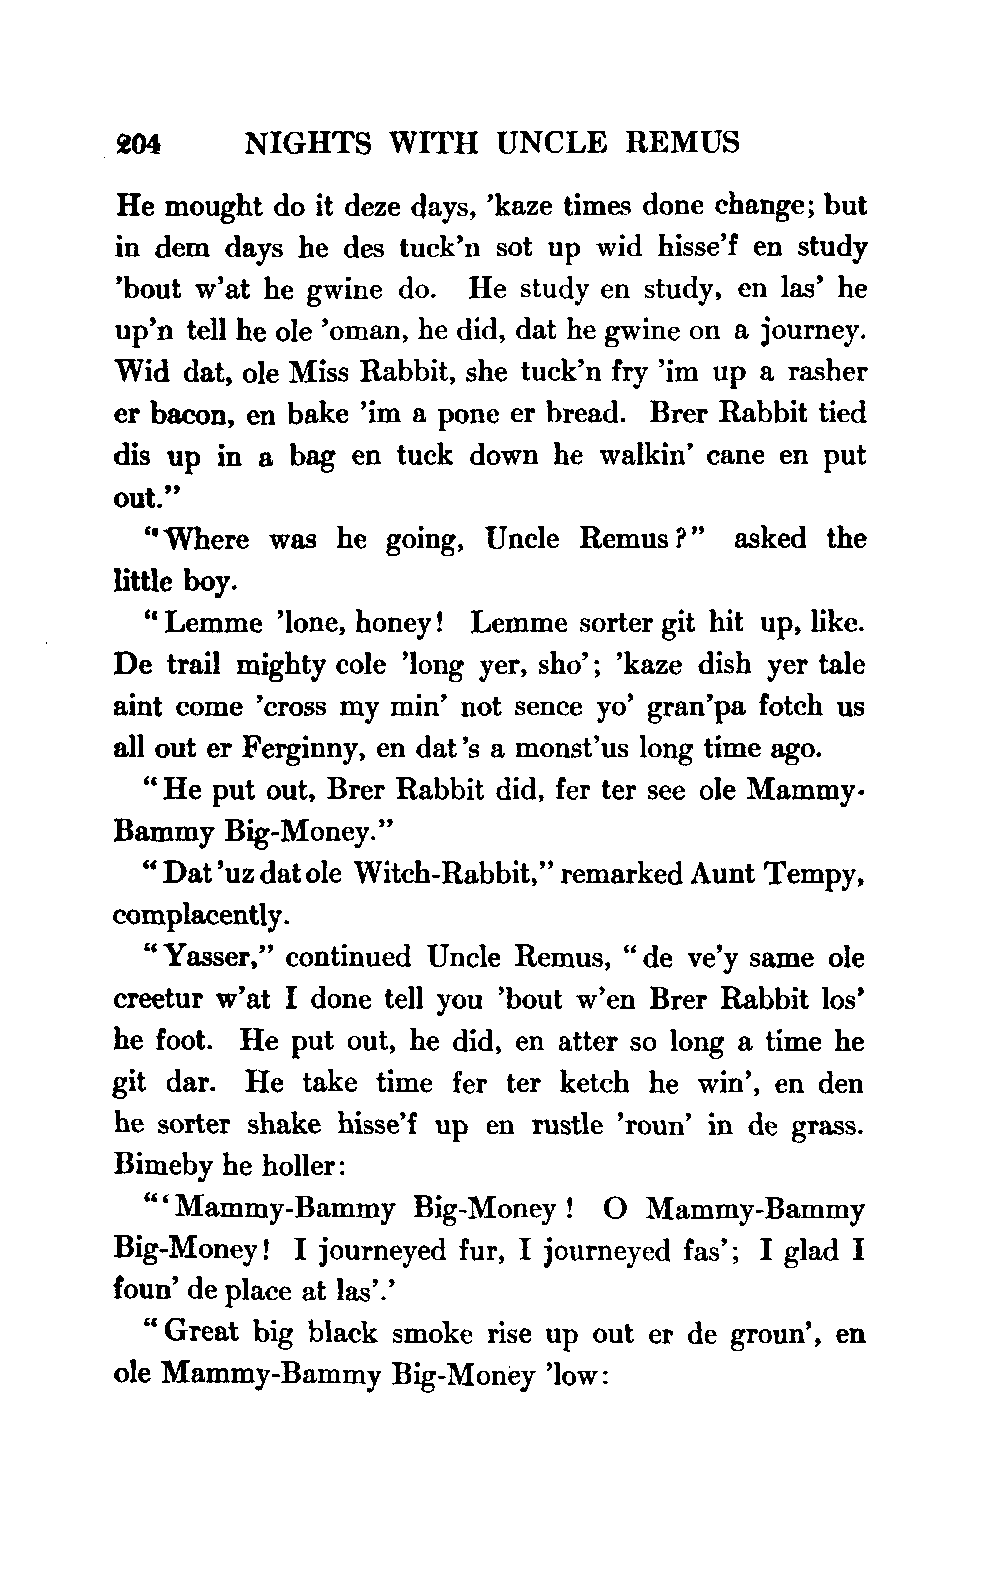 204 NIGHTS WITH UNCLE REMUS
He mought do it deze days, 'kaze times done change; but
in dem days he des tuck'n sot up wid hisse'f en study
'bout w'at he gwine do. He study en study, en las' he
up'n tell he ole 'oman, he did, dat he gwine on a journey.
Wid dat, ole Miss Rabbit, she tuck'n fry 'im up a rasher
er bacon, en bake 'im a pone er bread. Brer Rabbit tied
dis up in a bag en tuck down he walkin' cane en put
out."
"Where was he going, Uncle Remus?" asked the
little boy.
"Lemme 'lone, honey! Lemme sorter git hit up, like.
De trail mighty cole 'long yer, sho'; 'kaze dish yer tale
aint come 'cross my min' not sence yo' gran'pa fotch us
all out er Ferginny, en dat's a monst'us long time ago.
"He put out, Brer Rabbit did, fer ter see ole Mammy-
Bammy Big-Money."
"Dat 'uz dat ole Witch-Rabbit," remarked Aunt Tempy,
complacently.
"Yasser," continued Uncle Remus, "de ve'y same ole
creetur w'at I done tell you 'bout w'en Brer Rabbit los'
he foot. He put out, he did, en atter so long a time he
git dar. He take time fer ter ketch he win', en den
he sorter shake hisse'f up en rustle 'roun' in de grass.
Bimeby he holler:
"'Mammy-Bammy Big-Money! O Mammy-Bammy
Big-Money! I journeyed fur, I journeyed fas'; I glad I
foun' de place at las'.'
"Great big black smoke rise up out er de groun', en
ole Mammy-Bammy Big-Money 'low: